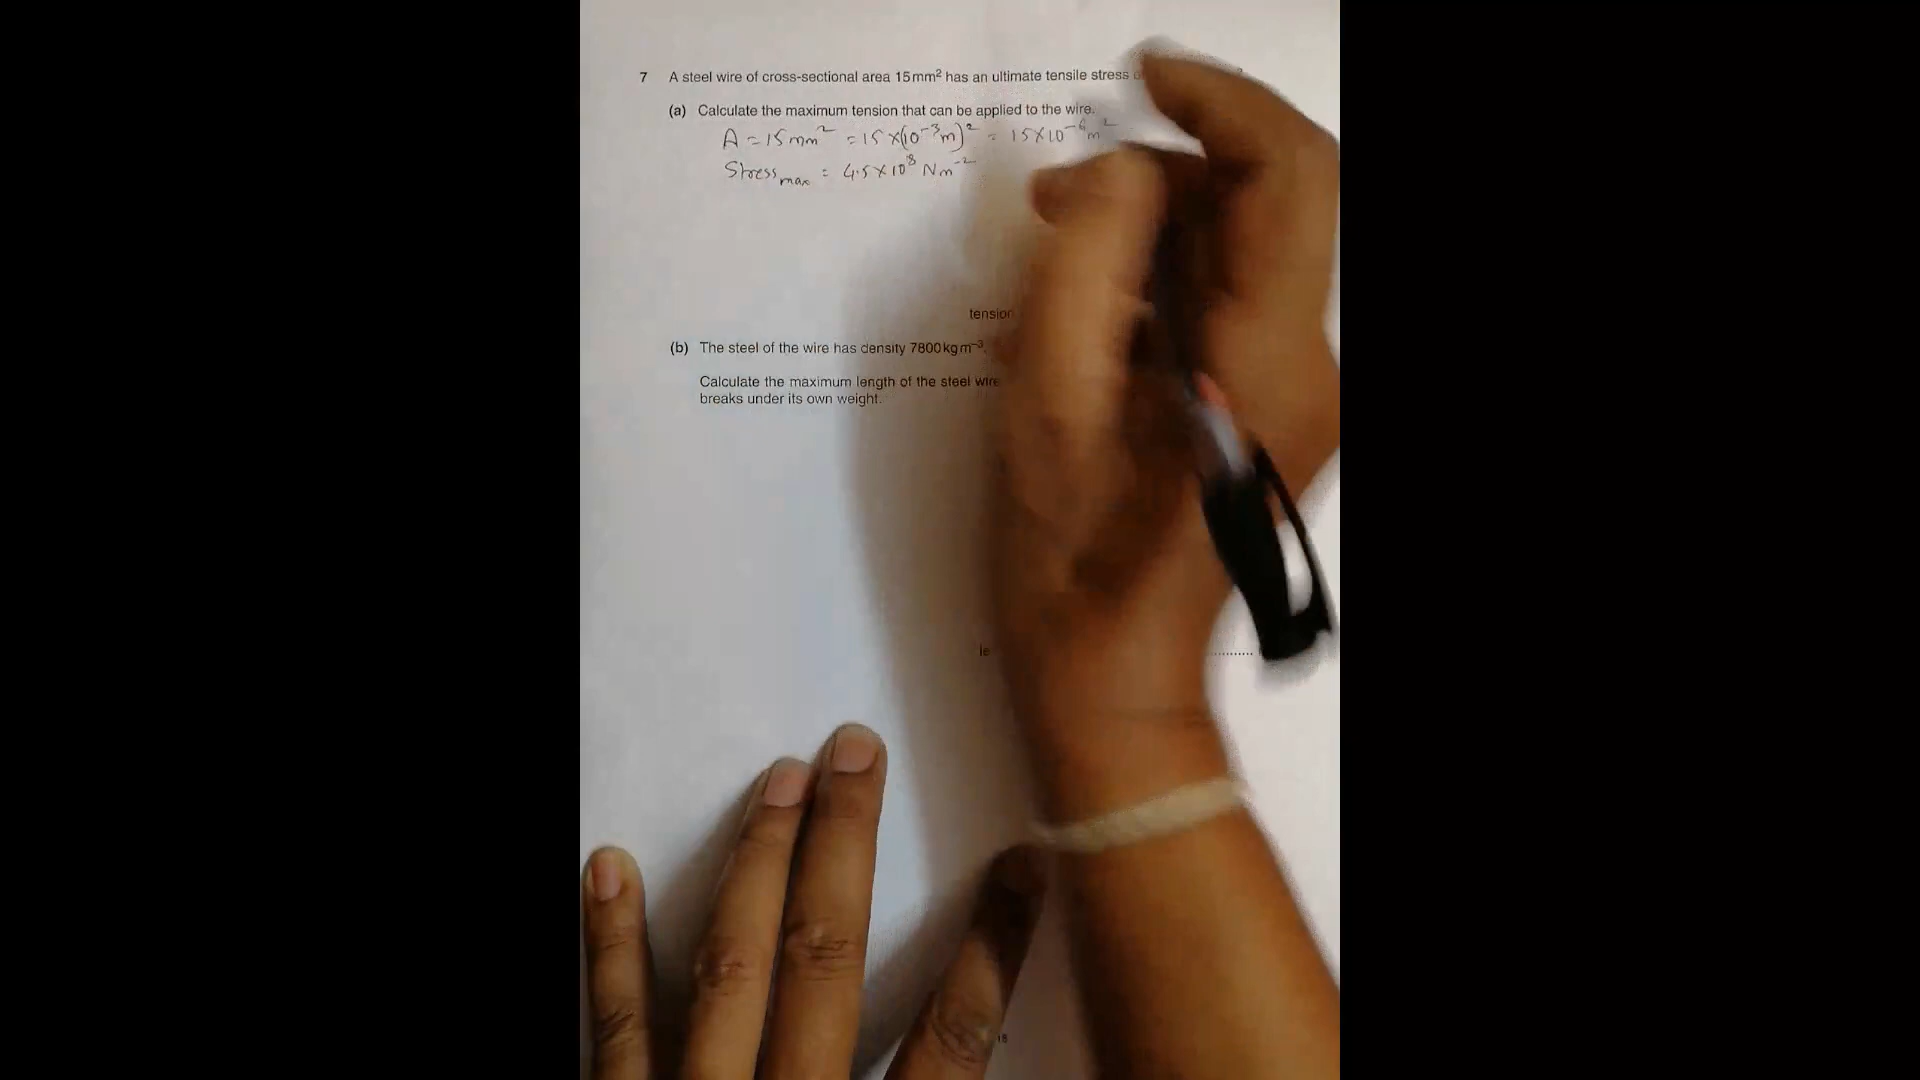 7 A steel wire of cross-sectional area 15 mm² has an ultimate tensile stress
(a) Calculate the maximum tension that can be applied to the wire.
A = 15 mm² = 15 × (10⁻³m)² = 15 × 10⁻⁶ m²
Stress max = 4.5 × 10⁸ N m⁻²
tension
(b) The steel of the wire has density 7800 kg m⁻³.
Calculate the maximum length of the steel wire
breaks under its own weight.